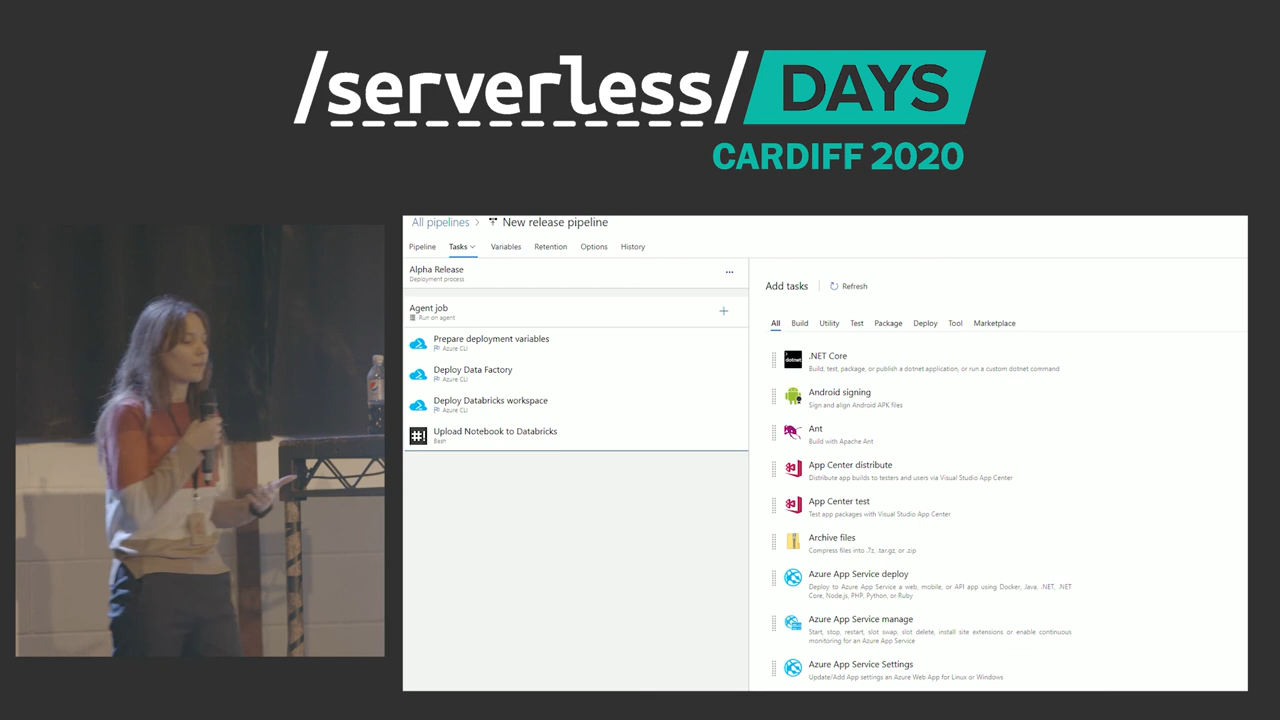 /serverless/DAYS
CARDIFF 2020
All pipelines > New release pipeline
Pipeline Tasks Variables Retention Options History
Alpha Release
Deployment process
Agent job
Run on agent
Prepare deployment variables
Azure CLI
Deploy Data Factory
Azure CLI
Deploy Databricks workspace
Azure CLI
Upload Notebook to Databricks
Bash
Add tasks
Refresh
All Build Utility Test Package Deploy Tool Marketplace
.NET Core
Build, test, package, or publish a dotnet application, or run a custom dotnet command
Android signing
Sign and align Android APK files
Ant
Build with Apache Ant
App Center distribute
Distribute app builds to testers and users via Visual Studio App Center
App Center test
Test app packages with Visual Studio App Center
Archive files
Compress files into .7z, .tar.gz, or .zip
Azure App Service deploy
Deploy to Azure App Service a web, mobile, or API app using Docker, Java, .NET, .NET
Core, Node.js, PHP, Python, or Ruby
Azure App Service manage
Start, stop, restart, slot swap, slot delete, install site extensions or enable continuous
monitoring for an Azure App Service
Azure App Service Settings
Update/Add App settings an Azure Web App for Linux or Windows
dotnet
#!